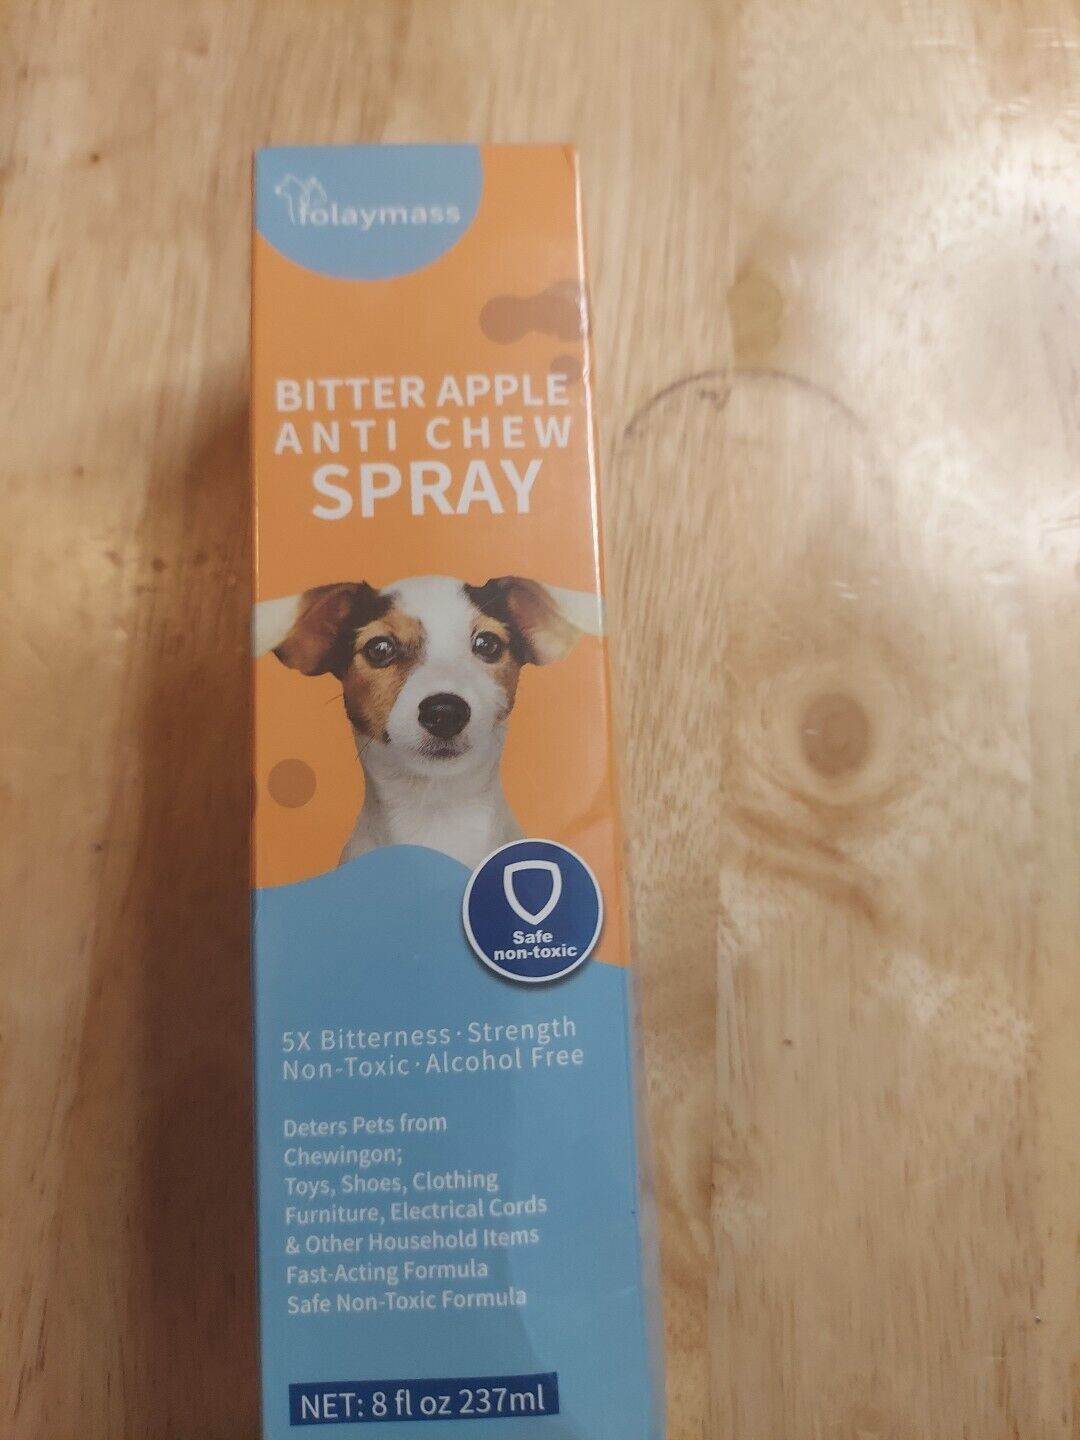 folaymass
BITTER APPLE
ANTI CHEW
SPRAY
Safe
non-toxic
5X Bitterness · Strength
Non-Toxic · Alcohol Free
Deters Pets from
Chewingon;
Toys, Shoes, Clothing
Furniture, Electrical Cords
& Other Household Items
Fast-Acting Formula
Safe Non-Toxic Formula
NET: 8 fl oz 237ml